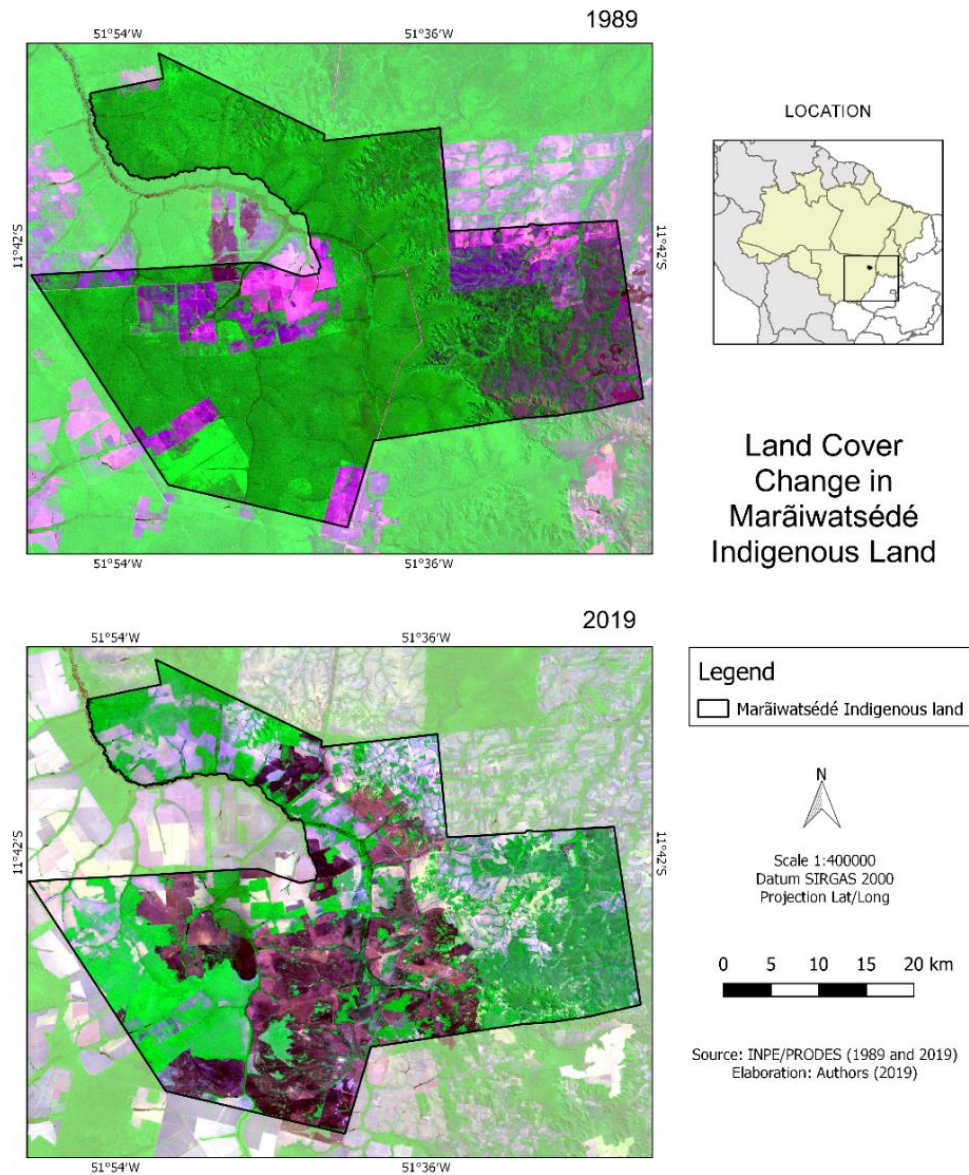 1989
51°54′W
51°36′W
11°42′S
11°42′S
51°54′W
51°36′W
LOCATION
Land Cover
Change in
Marãiwatsédé
Indigenous Land
2019
51°54′W
51°36′W
11°42′S
11°42′S
51°54′W
51°36′W
Legend
Marãiwatsédé Indigenous land
N
Scale 1:400000
Datum SIRGAS 2000
Projection Lat/Long
0 5 10 15 20 km
Source: INPE/PRODES (1989 and 2019)
Elaboration: Authors (2019)